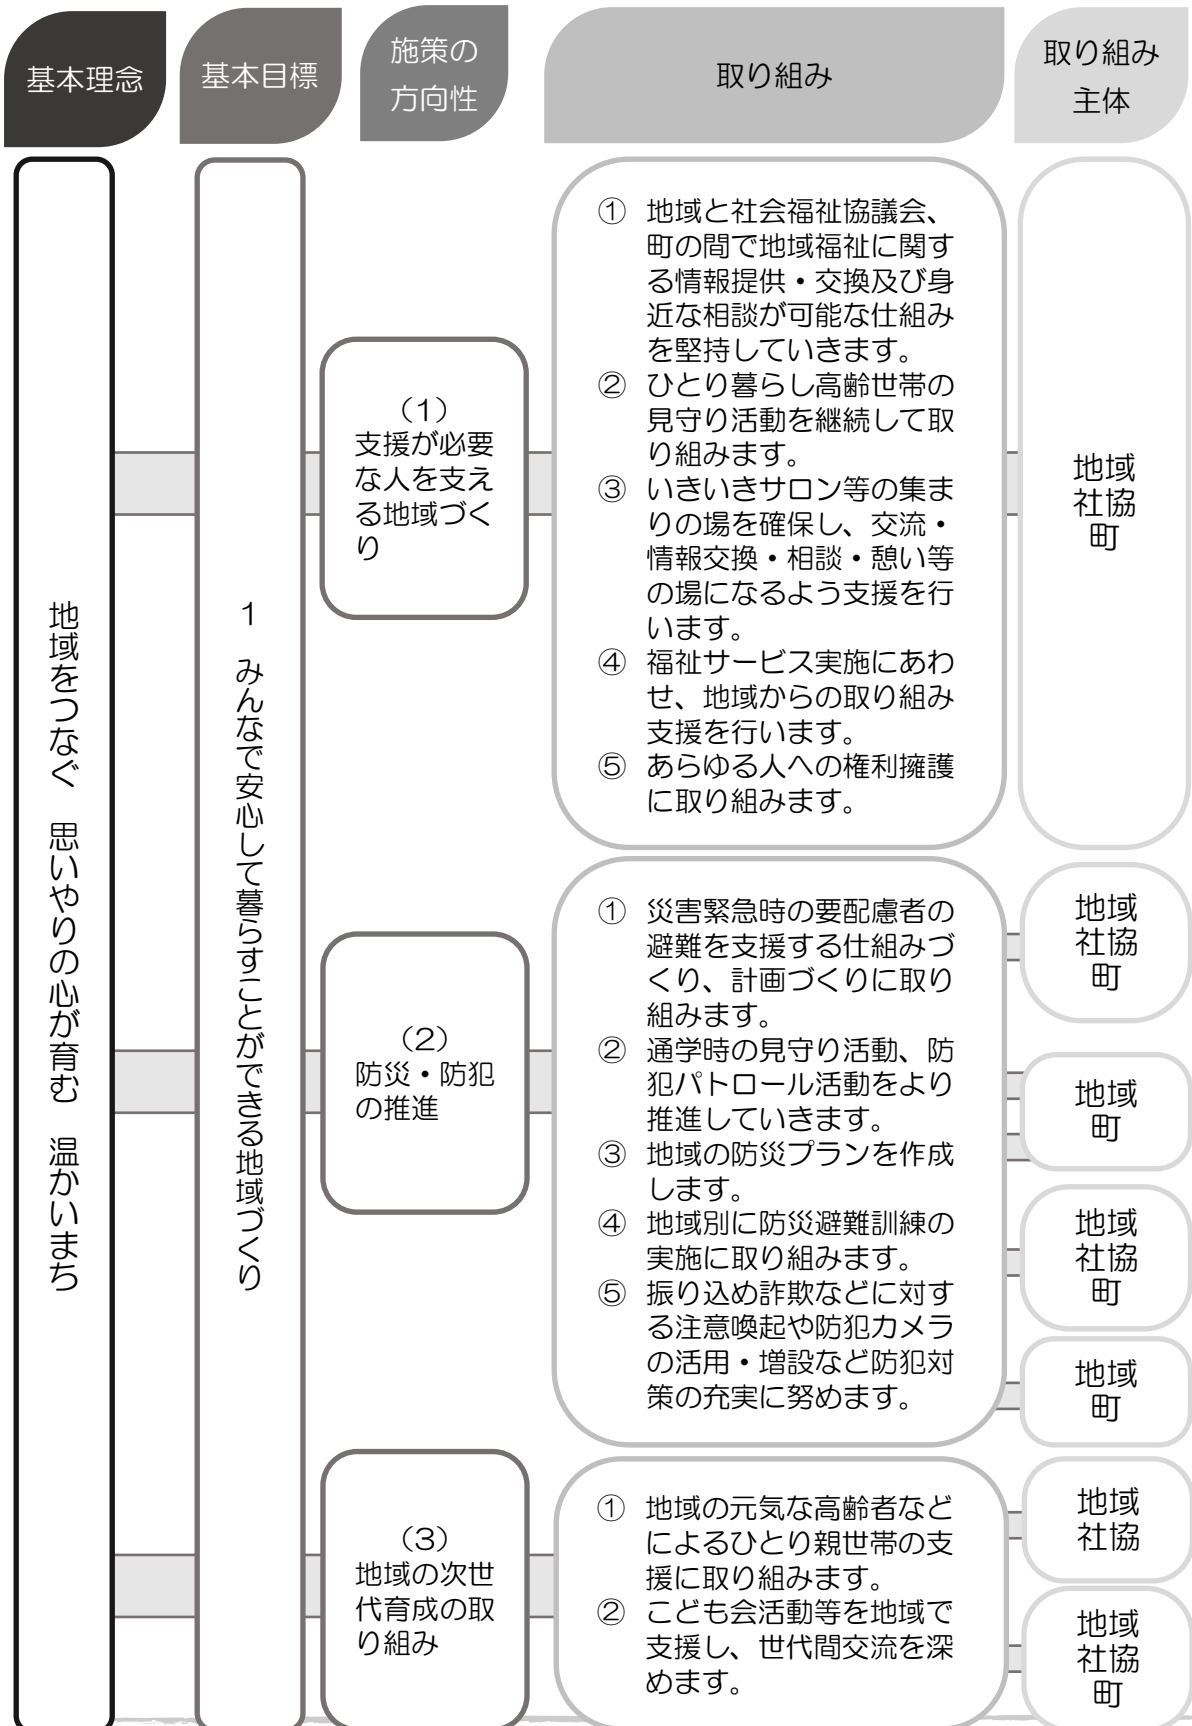 基本理念
基本目標
施策の
方向性
取り組み
取り組み
主体
地域をつなぐ　思いやりの心が育む　温かいまち
1　みんなで安心して暮らすことができる地域づくり
（1）
支援が必要
な人を支え
る地域づく
り
① 地域と社会福祉協議会、
町の間で地域福祉に関す
る情報提供・交換及び身
近な相談が可能な仕組み
を堅持していきます。
② ひとり暮らし高齢世帯の
見守り活動を継続して取
り組みます。
③ いきいきサロン等の集ま
りの場を確保し、交流・
情報交換・相談・憩い等
の場になるよう支援を行
います。
④ 福祉サービス実施にあわ
せ、地域からの取り組み
支援を行います。
⑤ あらゆる人への権利擁護
に取り組みます。
地域
社協
町
（2）
防災・防犯
の推進
① 災害緊急時の要配慮者の
避難を支援する仕組みづ
くり、計画づくりに取り
組みます。
② 通学時の見守り活動、防
犯パトロール活動をより
推進していきます。
③ 地域の防災プランを作成
します。
④ 地域別に防災避難訓練の
実施に取り組みます。
⑤ 振り込め詐欺などに対す
る注意喚起や防犯カメラ
の活用・増設など防犯対
策の充実に努めます。
地域
社協
町
地域
町
地域
社協
町
地域
町
（3）
地域の次世
代育成の取
り組み
① 地域の元気な高齢者など
によるひとり親世帯の支
援に取り組みます。
② こども会活動等を地域で
支援し、世代間交流を深
めます。
地域
社協
地域
社協
町